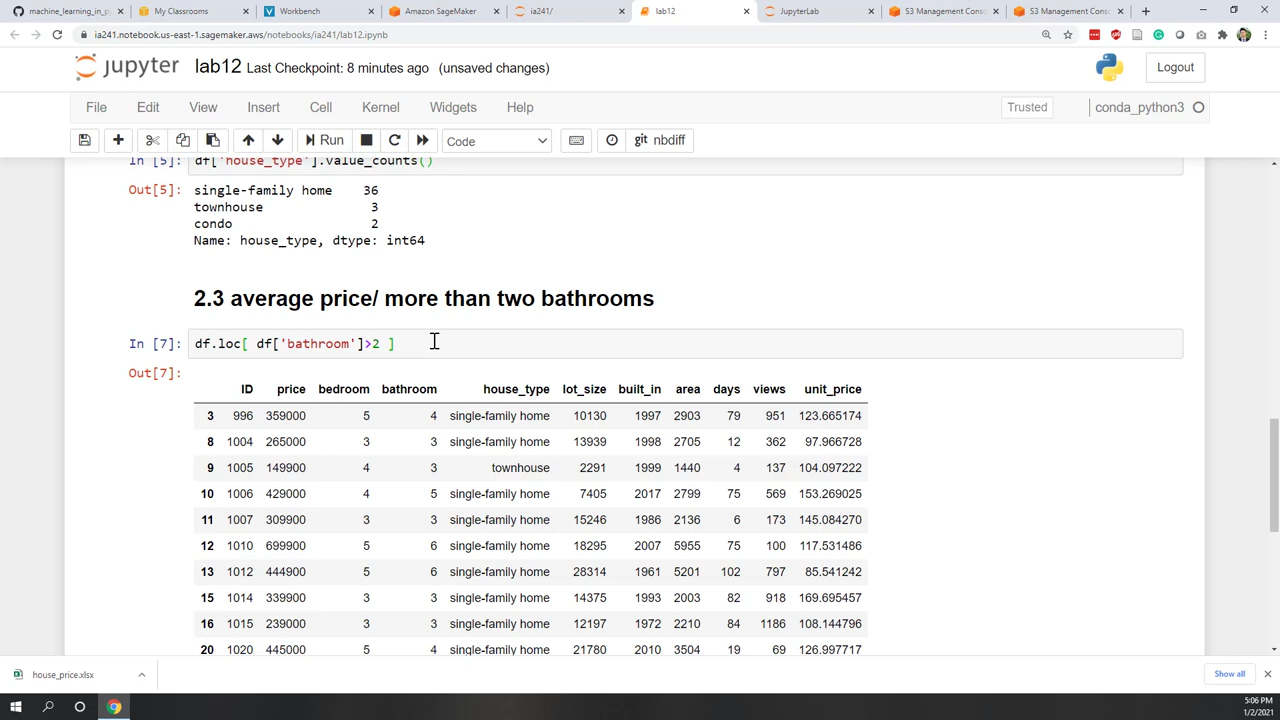 machine_learning_in_p
My Classrooms
Workbench
Amazon SageMaker
ia241/
lab12
JupyterLab
S3 Management Cons
S3 Management Cons
ia241.notebook.us-east-1.sagemaker.aws/notebooks/ia241/lab12.ipynb
jupyter lab12 Last Checkpoint: 8 minutes ago (unsaved changes)
Logout
File Edit View Insert Cell Kernel Widgets Help
Trusted
conda_python3
Run
Code
nbdiff
In [5]: df['house_type'].value_counts()
Out[5]: single-family home 36
townhouse 3
condo 2
Name: house_type, dtype: int64
2.3 average price/ more than two bathrooms
In [7]: df.loc[ df['bathroom']>2 ]
Out[7]:
ID price bedroom bathroom house_type lot_size built_in area days views unit_price
3 996 359000 5 4 single-family home 10130 1997 2903 79 951 123.665174
8 1004 265000 3 3 single-family home 13939 1998 2705 12 362 97.966728
9 1005 149900 4 3 townhouse 2291 1999 1440 4 137 104.097222
10 1006 429000 4 5 single-family home 7405 2017 2799 75 569 153.269025
11 1007 309900 3 3 single-family home 15246 1986 2136 6 173 145.084270
12 1010 699900 5 6 single-family home 18295 2007 5955 75 100 117.531486
13 1012 444900 5 6 single-family home 28314 1961 5201 102 797 85.541242
15 1014 339900 3 3 single-family home 14375 1993 2003 82 918 169.695457
16 1015 239000 3 3 single-family home 12197 1972 2210 84 1186 108.144796
20 1020 445000 5 4 single-family home 21780 2010 3504 19 69 126.997717
house_price.xlsx
Show all
5:06 PM
1/2/2021